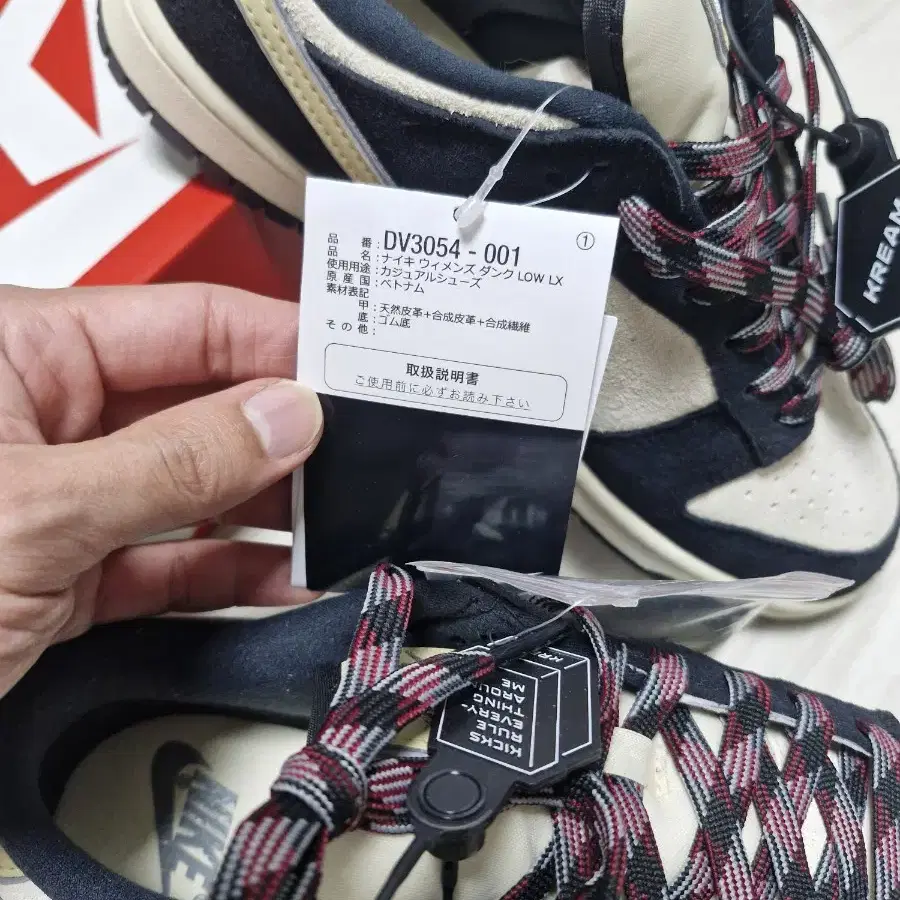 品 番 : DV3054 - 001
①
品 名 : ナイキ ウィメンズ ダンク LOW LX
使用用途 : カジュアルシューズ
原 産 国 : ベトナム
素材表記
甲 : 天然皮革+合成皮革+合成繊維
底 : ゴム底
そ の 他 :
取扱説明書
ご使用前に必ずお読み下さい
KREAM
KREAM
KICKS
RULE
EVERY-
THING
AROUND
ME
NIKE